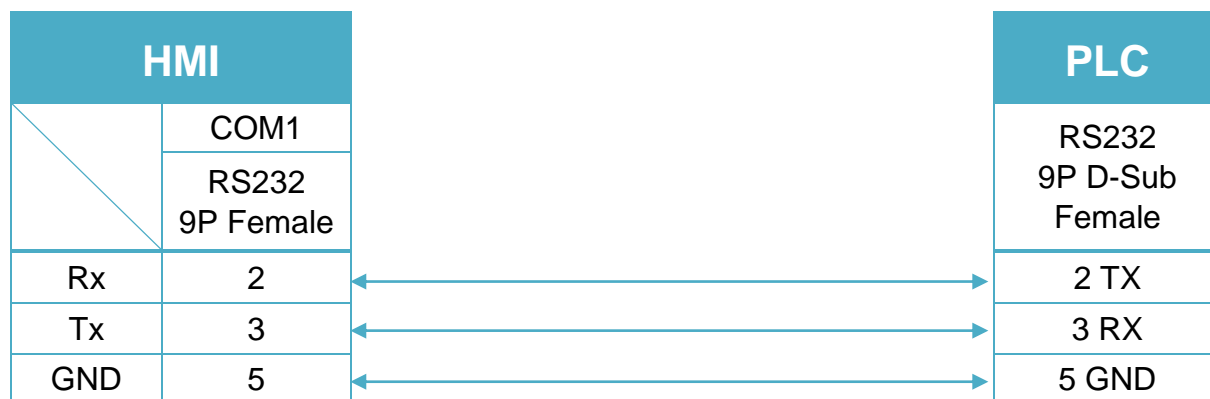 HMI
PLC
COM1
RS232
9P Female
RS232
9P D-Sub
Female
Rx 2 2 TX
Tx 3 3 RX
GND 5 5 GND